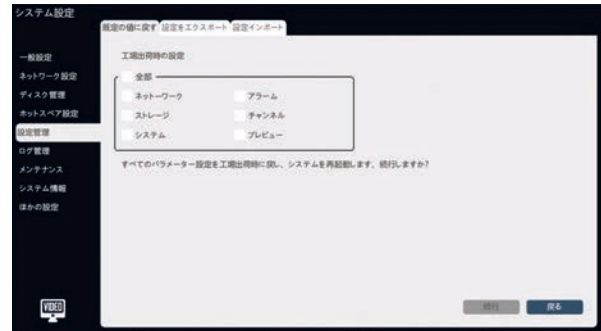 システム設定
既定の値に戻す 設定をエクスポート 設定インポート
一般設定
ネットワーク設定
ディスク管理
ホットスペア設定
設定管理
ログ管理
メンテナンス
システム情報
ほかの設定
工場出荷時の設定
全部
ネットーワーク アラーム
ストレージ チャンネル
システム プレビュー
すべてのパラメーター設定を工場出荷時に戻し、システムを再起動します、続行しますか?
VIDEO
続行 戻る